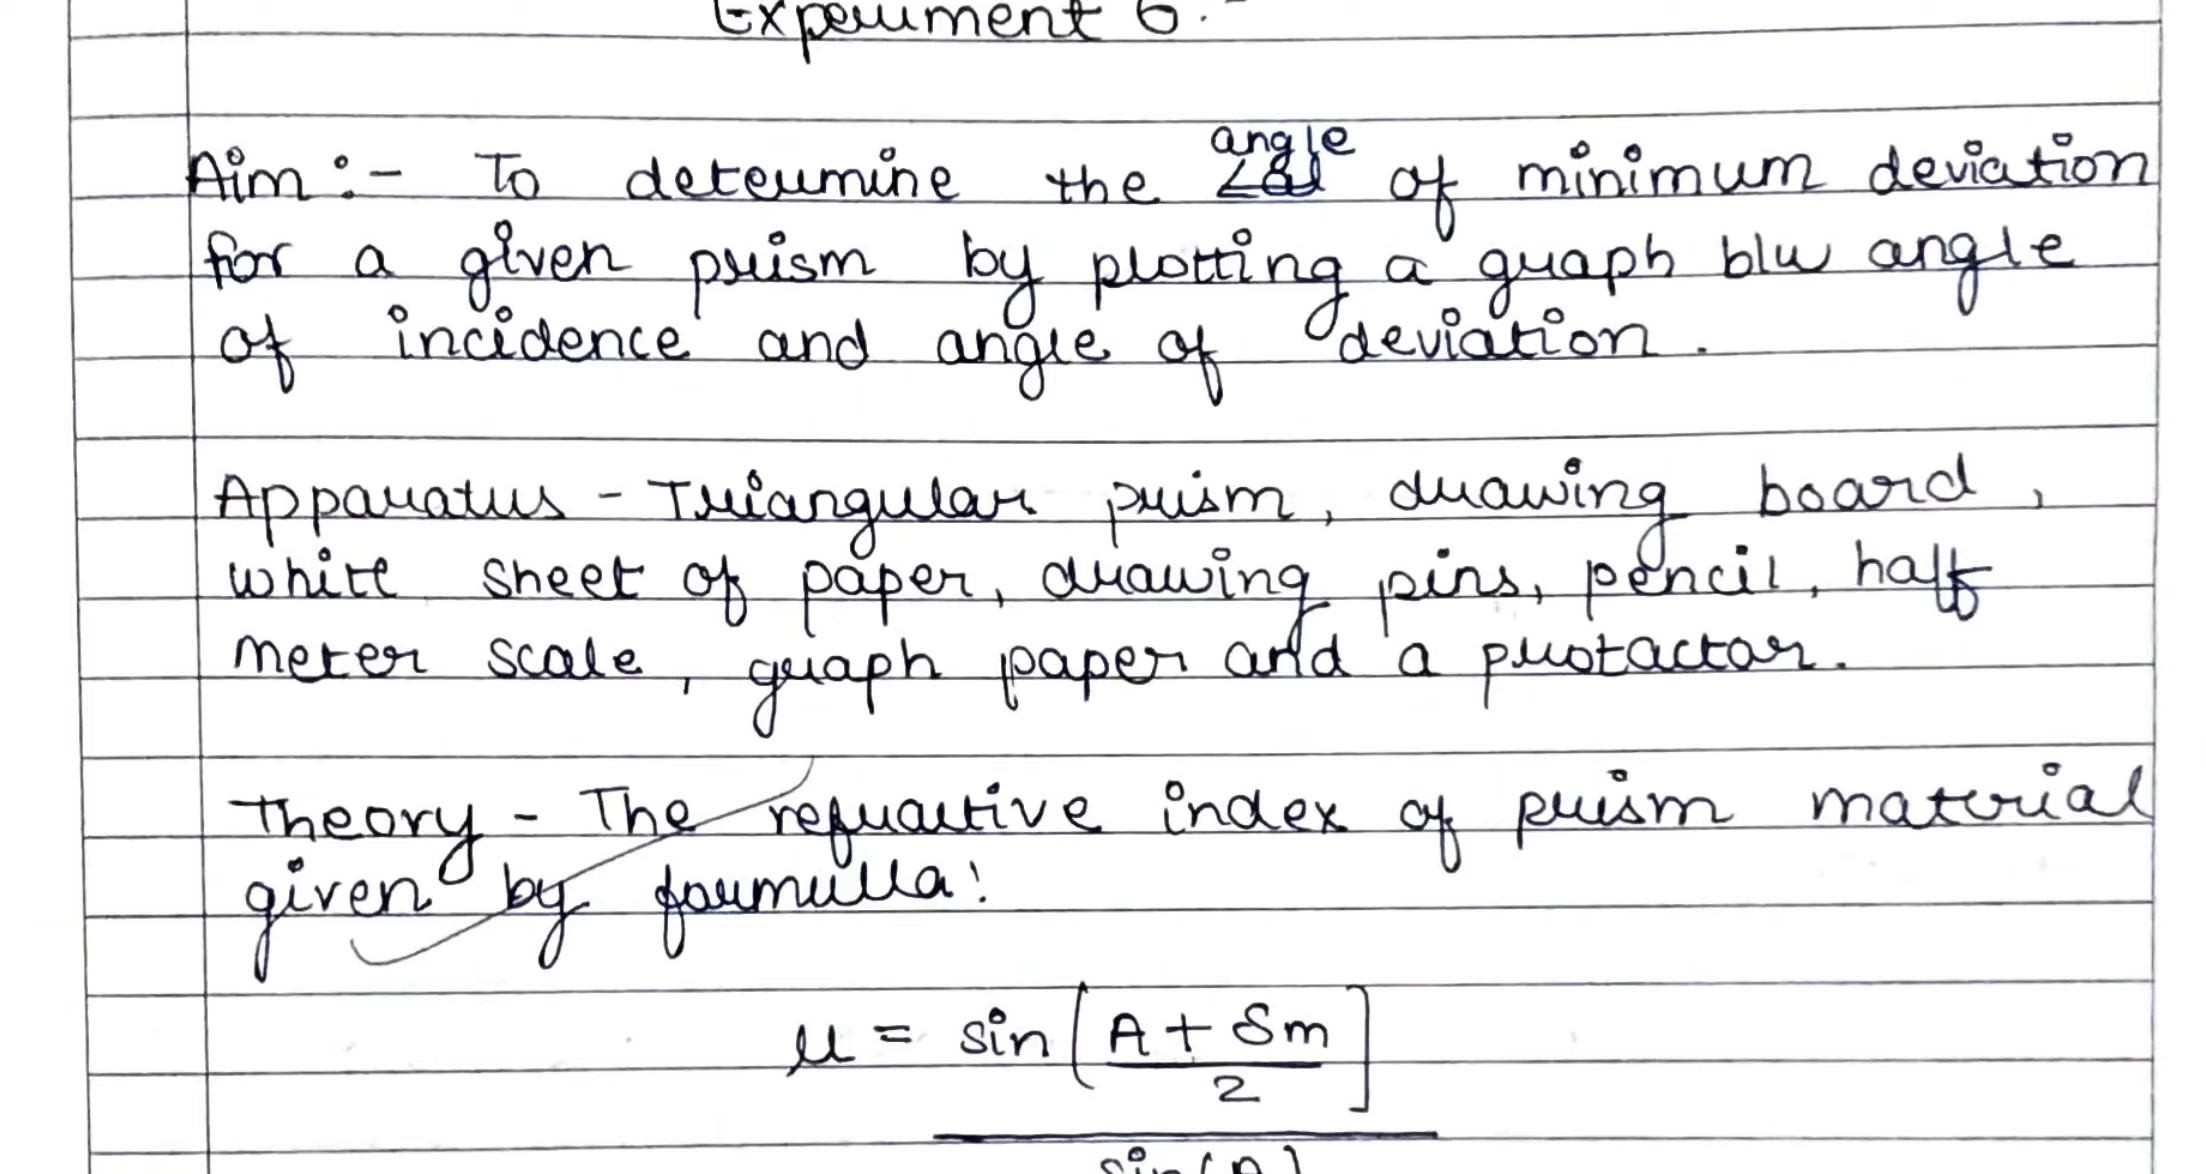 Experiment 6.
angle
Aim :- To determine the of minimum deviation
for a given prism by plotting a graph b/w angle
of incidence and angle of deviation.
Apparatus - Triangular prism, drawing board,
white sheet of paper, drawing pins, pencil, half
meter scale, graph paper and a protactor.
Theory - The refractive index of prism material
given by formulla:
μ = sin [ A + δm
2 ]
sin ( A )